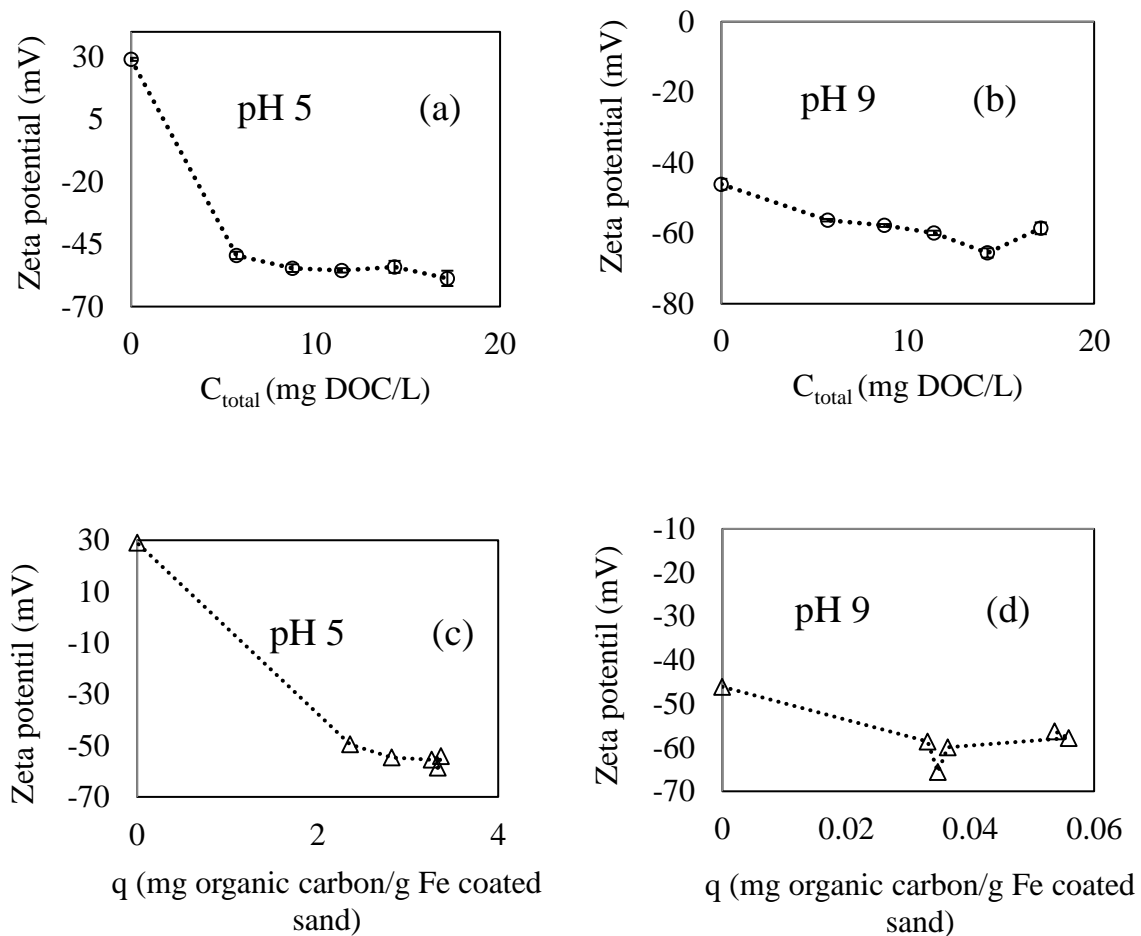 30
5
-20
-45
-70
Zeta potential (mV)
pH 5
(a)
0
10
20
C_total (mg DOC/L)
0
-20
-40
-60
-80
Zeta potential (mV)
pH 9
(b)
0
10
20
C_total (mg DOC/L)
30
10
-10
-30
-50
-70
Zeta potentil (mV)
pH 5
(c)
0
2
4
q (mg organic carbon/g Fe coated
sand)
-10
-20
-30
-40
-50
-60
-70
Zeta potential (mV)
pH 9
(d)
0
0.02
0.04
0.06
q (mg organic carbon/g Fe coated
sand)